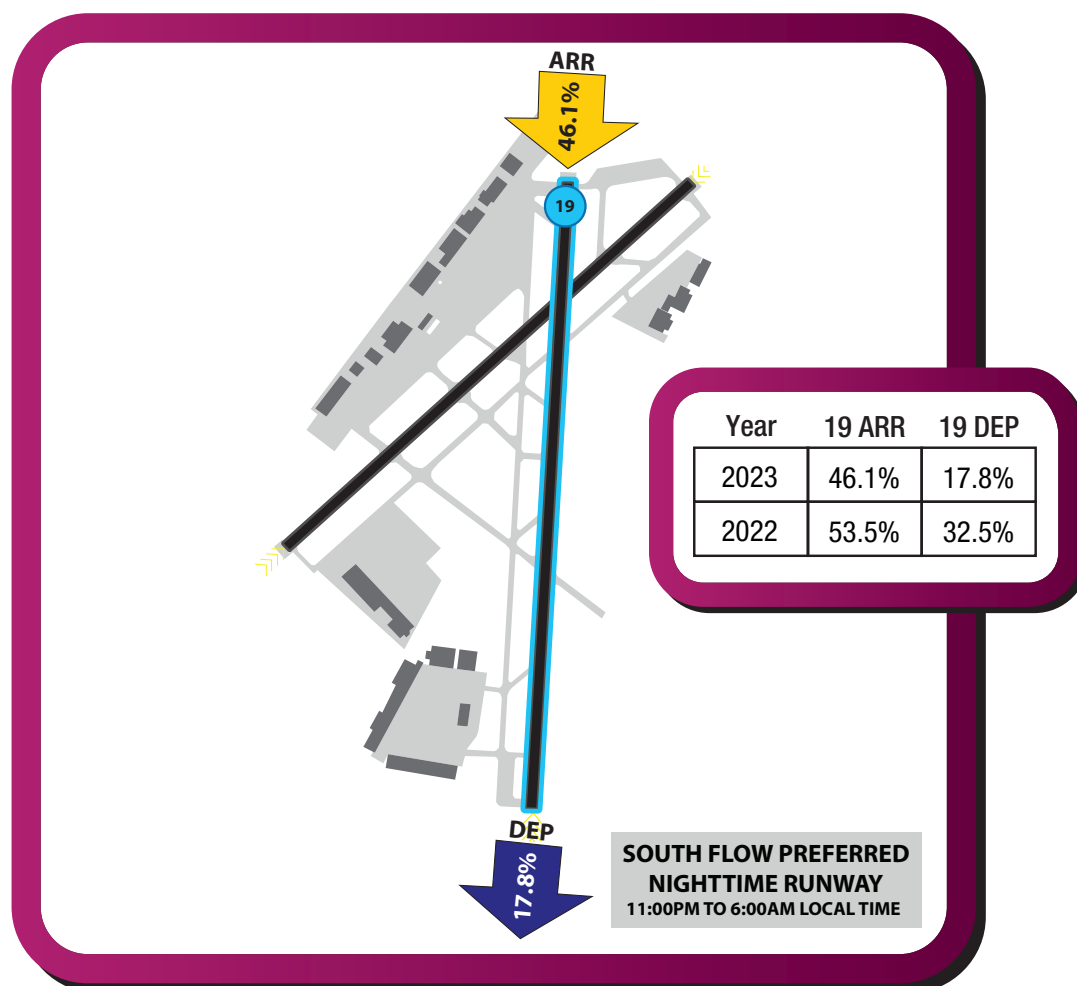 ARR
46.1%
19
Year 19 ARR 19 DEP
2023 46.1% 17.8%
2022 53.5% 32.5%
DEP
17.8%
SOUTH FLOW PREFERRED
NIGHTTIME RUNWAY
11:00PM TO 6:00AM LOCAL TIME